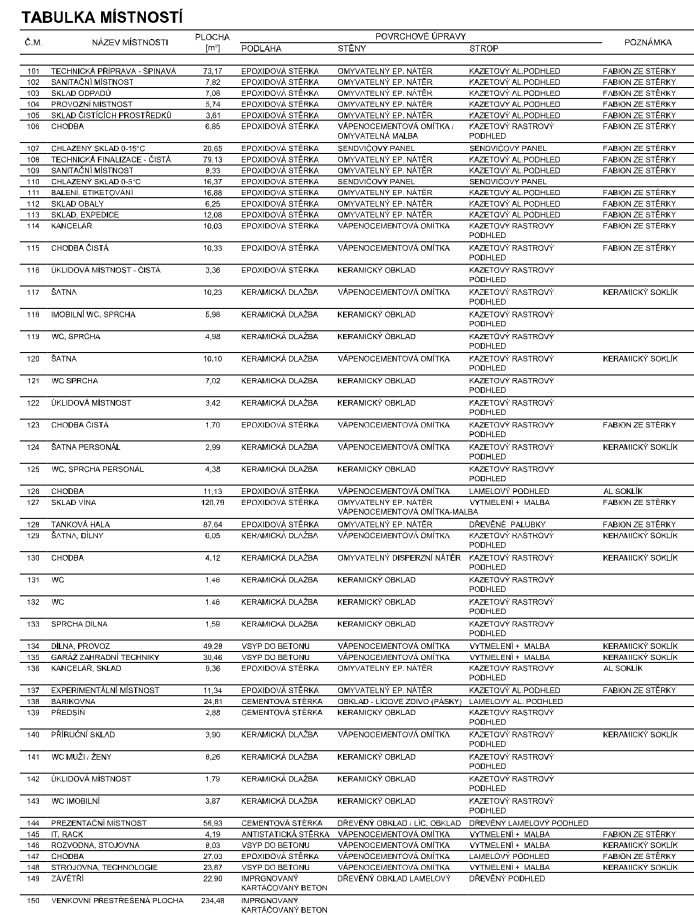 TABULKA MÍSTNOSTÍ
Č.M. NÁZEV MÍSTNOSTI PLOCHA [m²] POVRCHOVÉ ÚPRAVY POZNÁMKA
PODLAHA STĚNY STROP
101 TECHNICKÁ PŘÍPRAVA - ŠPINAVÁ 73,17 EPOXIDOVÁ STĚRKA OMYVATELNÝ EP. NÁTĚR KAZETOVÝ AL.PODHLED FABION ZE STĚRKY
102 SANITAČNÍ MÍSTNOST 7,82 EPOXIDOVÁ STĚRKA OMYVATELNÝ EP. NÁTĚR KAZETOVÝ AL.PODHLED FABION ZE STĚRKY
103 SKLAD ODPADŮ 7,08 EPOXIDOVÁ STĚRKA OMYVATELNÝ EP. NÁTĚR KAZETOVÝ AL.PODHLED FABION ZE STĚRKY
104 PROVOZNÍ MÍSTNOST 5,74 EPOXIDOVÁ STĚRKA OMYVATELNÝ EP. NÁTĚR KAZETOVÝ AL.PODHLED FABION ZE STĚRKY
105 SKLAD ČISTÍCÍCH PROSTŘEDKŮ 3,61 EPOXIDOVÁ STĚRKA OMYVATELNÝ EP. NÁTĚR KAZETOVÝ AL.PODHLED FABION ZE STĚRKY
106 CHODBA 6,85 EPOXIDOVÁ STĚRKA VÁPENOCEMENTOVÁ OMÍTKA / KAZETOVÝ RASTROVÝ FABION ZE STĚRKY
OMYVATELNÁ MALBA PODHLED
107 CHLAZENÝ SKLAD 0-15°C 20,65 EPOXIDOVÁ STĚRKA SENDVIČOVÝ PANEL SENDVIČOVÝ PANEL FABION ZE STĚRKY
108 TECHNICKÁ FINALIZACE - ČISTÁ 79,13 EPOXIDOVÁ STĚRKA OMYVATELNÝ EP. NÁTĚR KAZETOVÝ AL.PODHLED FABION ZE STĚRKY
109 SANITAČNÍ MÍSTNOST 8,33 EPOXIDOVÁ STĚRKA OMYVATELNÝ EP. NÁTĚR KAZETOVÝ AL.PODHLED FABION ZE STĚRKY
110 CHLAZENÝ SKLAD 0-5°C 16,37 EPOXIDOVÁ STĚRKA SENDVIČOVÝ PANEL SENDVIČOVÝ PANEL
111 BALENÍ, ETIKETOVÁNÍ 16,88 EPOXIDOVÁ STĚRKA OMYVATELNÝ EP. NÁTĚR KAZETOVÝ AL.PODHLED FABION ZE STĚRKY
112 SKLAD OBALY 6,25 EPOXIDOVÁ STĚRKA OMYVATELNÝ EP. NÁTĚR KAZETOVÝ AL.PODHLED FABION ZE STĚRKY
113 SKLAD, EXPEDICE 12,08 EPOXIDOVÁ STĚRKA OMYVATELNÝ EP. NÁTĚR KAZETOVÝ AL.PODHLED FABION ZE STĚRKY
114 KANCELÁŘ 10,03 EPOXIDOVÁ STĚRKA VÁPENOCEMENTOVÁ OMÍTKA KAZETOVÝ RASTROVÝ FABION ZE STĚRKY
PODHLED
115 CHODBA ČISTÁ 10,33 EPOXIDOVÁ STĚRKA VÁPENOCEMENTOVÁ OMÍTKA KAZETOVÝ RASTROVÝ FABION ZE STĚRKY
PODHLED
116 ÚKLIDOVÁ MÍSTNOST - ČISTÁ 3,36 EPOXIDOVÁ STĚRKA KERAMICKÝ OBKLAD KAZETOVÝ RASTROVÝ
PODHLED
117 ŠATNA 10,23 KERAMICKÁ DLAŽBA VÁPENOCEMENTOVÁ OMÍTKA KAZETOVÝ RASTROVÝ KERAMICKÝ SOKLÍK
PODHLED
118 IMOBILNÍ WC, SPRCHA 5,98 KERAMICKÁ DLAŽBA KERAMICKÝ OBKLAD KAZETOVÝ RASTROVÝ
PODHLED
119 WC, SPRCHA 4,98 KERAMICKÁ DLAŽBA KERAMICKÝ OBKLAD KAZETOVÝ RASTROVÝ
PODHLED
120 ŠATNA 10,10 KERAMICKÁ DLAŽBA VÁPENOCEMENTOVÁ OMÍTKA KAZETOVÝ RASTROVÝ KERAMICKÝ SOKLÍK
PODHLED
121 WC SPRCHA 7,02 KERAMICKÁ DLAŽBA KERAMICKÝ OBKLAD KAZETOVÝ RASTROVÝ
PODHLED
122 ÚKLIDOVÁ MÍSTNOST 3,42 KERAMICKÁ DLAŽBA KERAMICKÝ OBKLAD KAZETOVÝ RASTROVÝ
PODHLED
123 CHODBA ČISTÁ 1,70 EPOXIDOVÁ STĚRKA VÁPENOCEMENTOVÁ OMÍTKA KAZETOVÝ RASTROVÝ FABION ZE STĚRKY
PODHLED
124 ŠATNA PERSONÁL 2,99 KERAMICKÁ DLAŽBA VÁPENOCEMENTOVÁ OMÍTKA KAZETOVÝ RASTROVÝ KERAMICKÝ SOKLÍK
PODHLED
125 WC, SPRCHA PERSONÁL 4,38 KERAMICKÁ DLAŽBA KERAMICKÝ OBKLAD KAZETOVÝ RASTROVÝ
PODHLED
126 CHODBA 11,13 EPOXIDOVÁ STĚRKA VÁPENOCEMENTOVÁ OMÍTKA LAMELOVÝ PODHLED AL SOKLÍK
127 SKLAD VÍNA 120,79 EPOXIDOVÁ STĚRKA OMYVATELNÝ EP. NÁTĚR VYTMELENÍ + MALBA FABION ZE STĚRKY
VÁPENOCEMENTOVÁ OMÍTKA-MALBA
128 TANKOVÁ HALA 87,64 EPOXIDOVÁ STĚRKA OMYVATELNÝ EP. NÁTĚR DŘEVĚNÉ PALUBKY FABION ZE STĚRKY
129 ŠATNA, DÍLNY 6,05 KERAMICKÁ DLAŽBA VÁPENOCEMENTOVÁ OMÍTKA KAZETOVÝ RASTROVÝ KERAMICKÝ SOKLÍK
PODHLED
130 CHODBA 4,12 KERAMICKÁ DLAŽBA OMYVATELNÝ DISPERZNÍ NÁTĚR KAZETOVÝ RASTROVÝ KERAMICKÝ SOKLÍK
PODHLED
131 WC 1,46 KERAMICKÁ DLAŽBA KERAMICKÝ OBKLAD KAZETOVÝ RASTROVÝ
PODHLED
132 WC 1,46 KERAMICKÁ DLAŽBA KERAMICKÝ OBKLAD KAZETOVÝ RASTROVÝ
PODHLED
133 SPRCHA DÍLNA 1,59 KERAMICKÁ DLAŽBA KERAMICKÝ OBKLAD KAZETOVÝ RASTROVÝ
PODHLED
134 DÍLNA, PROVOZ 49,28 VSYP DO BETONU VÁPENOCEMENTOVÁ OMÍTKA VYTMELENÍ + MALBA KERAMICKÝ SOKLÍK
135 GARÁŽ ZAHRADNÍ TECHNIKY 30,46 VSYP DO BETONU VÁPENOCEMENTOVÁ OMÍTKA VYTMELENÍ + MALBA KERAMICKÝ SOKLÍK
136 KANCELÁŘ, SKLAD 9,36 EPOXIDOVÁ STĚRKA OMYVATELNÝ EP. NÁTĚR KAZETOVÝ RASTROVÝ AL SOKLÍK
PODHLED
137 EXPERIMENTÁLNÍ MÍSTNOST 11,34 EPOXIDOVÁ STĚRKA OMYVATELNÝ EP. NÁTĚR KAZETOVÝ AL.PODHLED FABION ZE STĚRKY
138 BARIKOVNA 24,81 CEMENTOVÁ STĚRKA OBKLAD - LÍCOVÉ ZDIVO (PÁSKY) LAMELOVÝ AL. PODHLED
139 PŘEDSÍŇ 2,88 CEMENTOVÁ STĚRKA KERAMICKÝ OBKLAD KAZETOVÝ RASTROVÝ
PODHLED
140 PŘÍRUČNÍ SKLAD 3,90 KERAMICKÁ DLAŽBA VÁPENOCEMENTOVÁ OMÍTKA KAZETOVÝ RASTROVÝ KERAMICKÝ SOKLÍK
PODHLED
141 WC MUŽI / ŽENY 8,26 KERAMICKÁ DLAŽBA KERAMICKÝ OBKLAD KAZETOVÝ RASTROVÝ
PODHLED
142 ÚKLIDOVÁ MÍSTNOST 1,79 KERAMICKÁ DLAŽBA KERAMICKÝ OBKLAD KAZETOVÝ RASTROVÝ
PODHLED
143 WC IMOBILNÍ 3,87 KERAMICKÁ DLAŽBA KERAMICKÝ OBKLAD KAZETOVÝ RASTROVÝ
PODHLED
144 PREZENTAČNÍ MÍSTNOST 56,93 CEMENTOVÁ STĚRKA DŘEVĚNÝ OBKLAD / LÍC. OBKLAD DŘEVĚNÝ LAMELOVÝ PODHLED
145 IT, RACK 4,19 ANTISTATICKÁ STĚRKA VÁPENOCEMENTOVÁ OMÍTKA VYTMELENÍ + MALBA FABION ZE STĚRKY
146 ROZVODNA, STOJOVNA 8,03 VSYP DO BETONU VÁPENOCEMENTOVÁ OMÍTKA VYTMELENÍ + MALBA KERAMICKÝ SOKLÍK
147 CHODBA 27,03 EPOXIDOVÁ STĚRKA VÁPENOCEMENTOVÁ OMÍTKA LAMELOVÝ PODHLED FABION ZE STĚRKY
148 STROJOVNA, TECHNOLOGIE 23,87 VSYP DO BETONU VÁPENOCEMENTOVÁ OMÍTKA VYTMELENÍ + MALBA KERAMICKÝ SOKLÍK
149 ZÁVĚTŘÍ 22,90 IMPRGNOVANÝ DŘEVĚNÝ OBKLAD LAMELOVÝ DŘEVĚNÝ PODHLED
KARTÁČOVANÝ BETON
150 VENKOVNÍ PŘESTŘEŠENÁ PLOCHA 234,48 IMPRGNOVANÝ
KARTÁČOVANÝ BETON